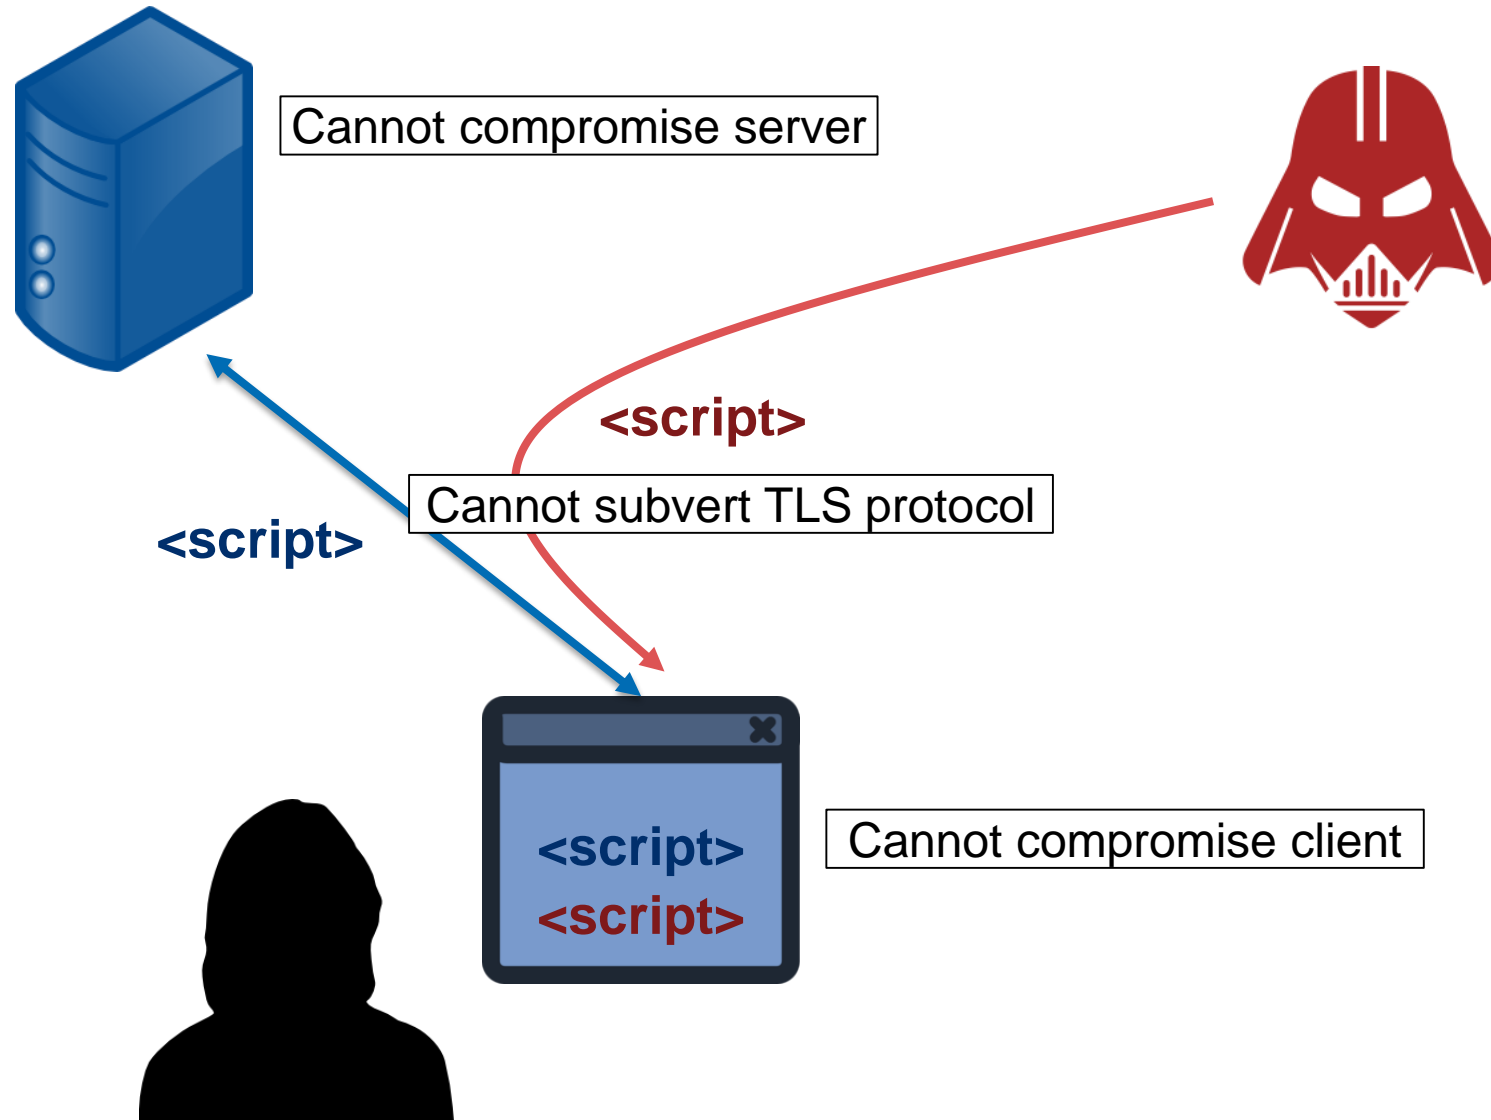 Cannot compromise server
<script>
Cannot subvert TLS protocol
<script>
<script>
Cannot compromise client
<script>